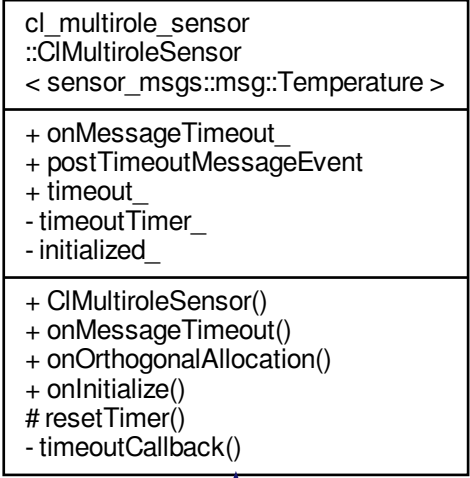 cl_multirole_sensor
::ClMultiroleSensor
< sensor_msgs::msg::Temperature >
+ onMessageTimeout_
+ postTimeoutMessageEvent
+ timeout_
- timeoutTimer_
- initialized_
+ ClMultiroleSensor()
+ onMessageTimeout()
+ onOrthogonalAllocation()
+ onInitialize()
# resetTimer()
- timeoutCallback()